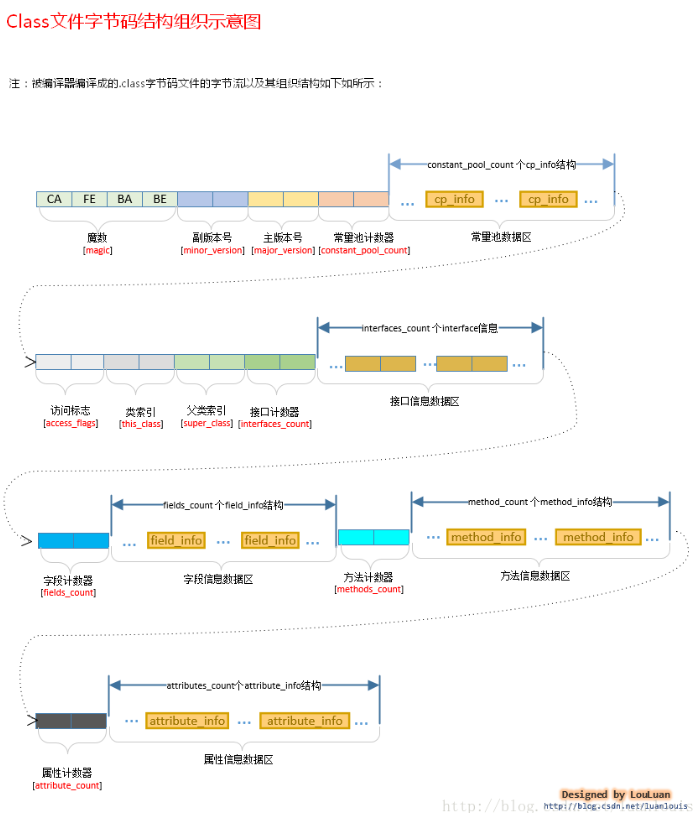 Class文件字节码结构组织示意图
注：被编译器编译成的.class字节码文件的字节流以及其组织结构如下如所示：
constant_pool_count 个cp_info结构
CA FE BA BE ... cp_info ... cp_info ...
魔数 副版本号 主版本号 常量池计数器 常量池数据区
[magic] [minor_version] [major_version] [constant_pool_count]
interfaces_count 个interface信息
... ... ...
访问标志 类索引 父类索引 接口计数器 接口信息数据区
[access_flags] [this_class] [super_class] [interfaces_count]
fields_count 个field_info结构 method_count 个method_info结构
... field_info ... field_info ... ... method_info ... method_info ...
字段计数器 字段信息数据区 方法计数器 方法信息数据区
[fields_count] [methods_count]
attributes_count个attribute_info结构
... attribute_info ... attribute_info ...
属性计数器 属性信息数据区
[attribute_count]
Designed by LouLuan
http://blog.csdn.net/luanlouis